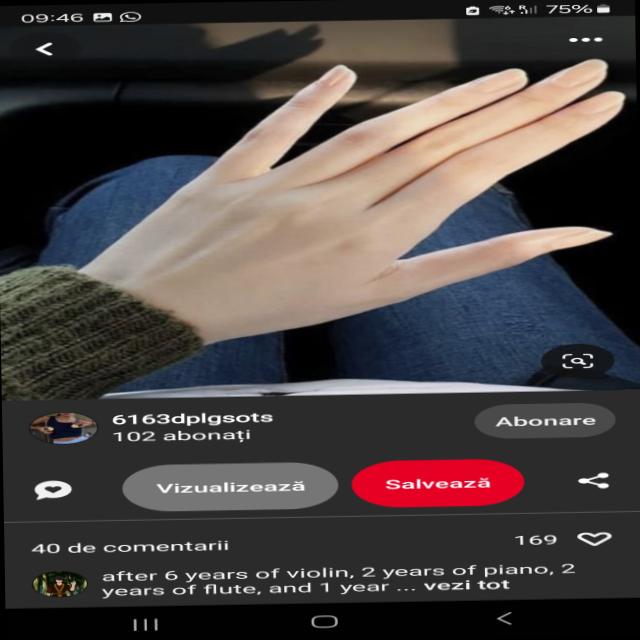 09:46 75%
6163dplgsots
102 abonați
Abonare
Vizualizează
Salvează
40 de comentarii
169
after 6 years of violin, 2 years of piano, 2
years of flute, and 1 year ... vezi tot